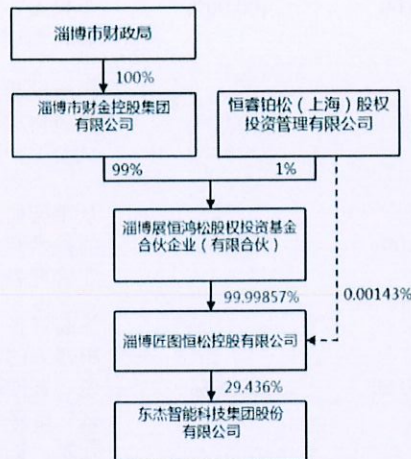 淄博市财政局
100%
淄博市财金控股集团
有限公司
恒睿铂松（上海）股权
投资管理有限公司
99%
1%
淄博展恒鸿松股权投资基金
合伙企业（有限合伙）
99.99857%
0.00143%
淄博匠图恒松控股有限公司
29.436%
东杰智能科技集团股份
有限公司